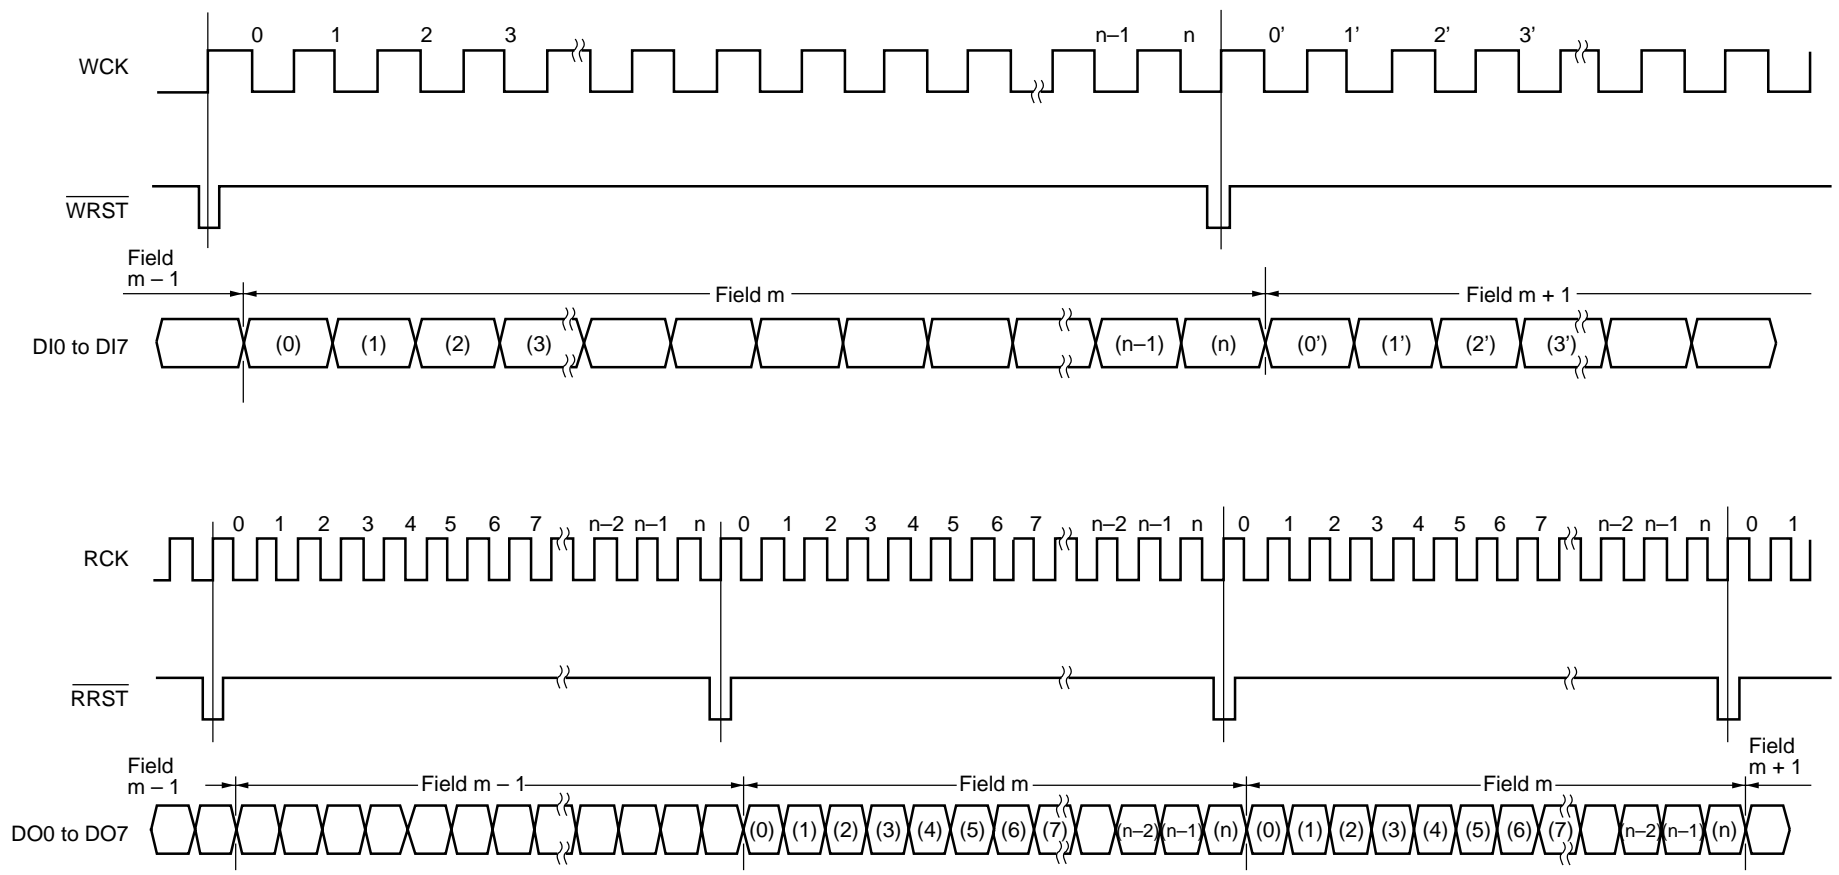 0 1 2 3 n–1 n 0' 1' 2' 3'
WCK
WRST
Field
m – 1
Field m Field m + 1
DI0 to DI7 (0) (1) (2) (3) (n–1) (n) (0') (1') (2') (3')
0 1 2 3 4 5 6 7 n–2 n–1 n 0 1 2 3 4 5 6 7 n–2 n–1 n 0 1 2 3 4 5 6 7 n–2 n–1 n 0 1
RCK
RRST
Field
m – 1
Field m – 1 Field m Field m
Field
m + 1
DO0 to DO7 (0) (1) (2) (3) (4) (5) (6) (7) (n–2) (n–1) (n) (0) (1) (2) (3) (4) (5) (6) (7) (n–2) (n–1) (n)